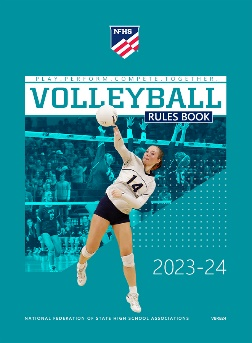 NFHS
PLAY.PERFORM.COMPETE.TOGETHER.
VOLLEYBALL
RULES BOOK
14
2023-24
NATIONAL FEDERATION OF STATE HIGH SCHOOL ASSOCIATIONS